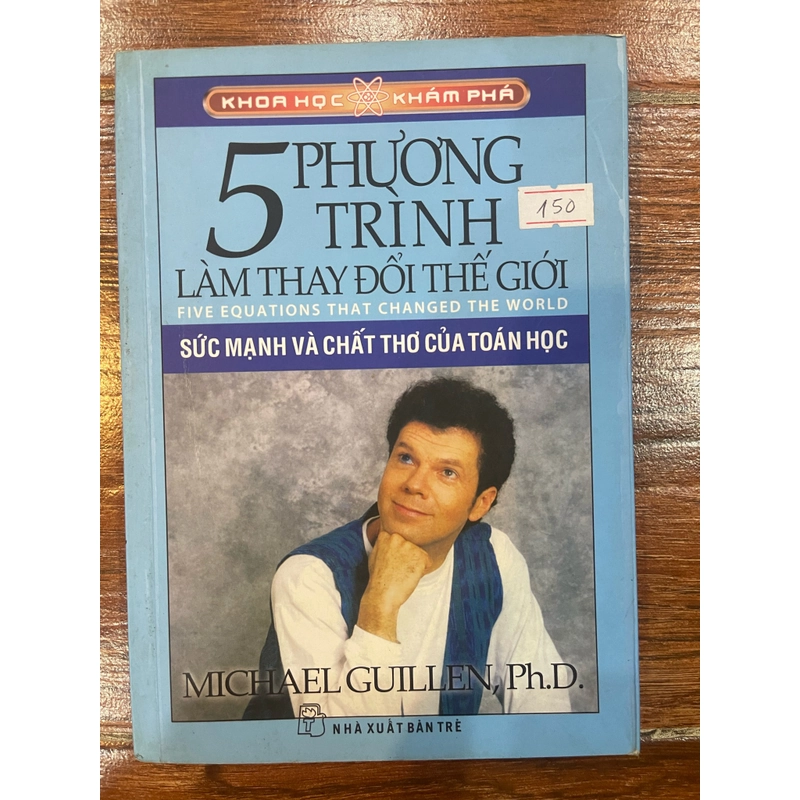 KHOA HỌC KHÁM PHÁ
5 PHƯƠNG
TRÌNH
150
LÀM THAY ĐỔI THẾ GIỚI
FIVE EQUATIONS THAT CHANGED THE WORLD
SỨC MẠNH VÀ CHẤT THƠ CỦA TOÁN HỌC
MICHAEL GUILLEN, Ph.D.
NHÀ XUẤT BẢN TRẺ